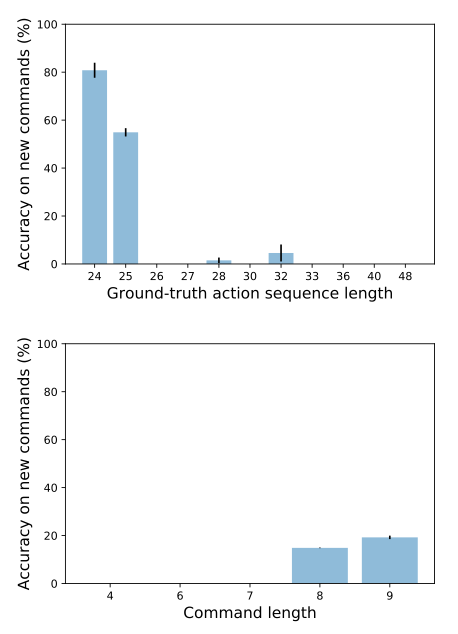 100
80
60
40
20
0
Accuracy on new commands (%)
24 25 26 27 28 30 32 33 36 40 48
Ground-truth action sequence length
100
80
60
40
20
0
Accuracy on new commands (%)
4 6 7 8 9
Command length